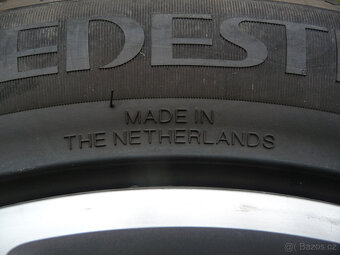 EDEST
MADE IN
THE NETHERLANDS
© Bazos.cz